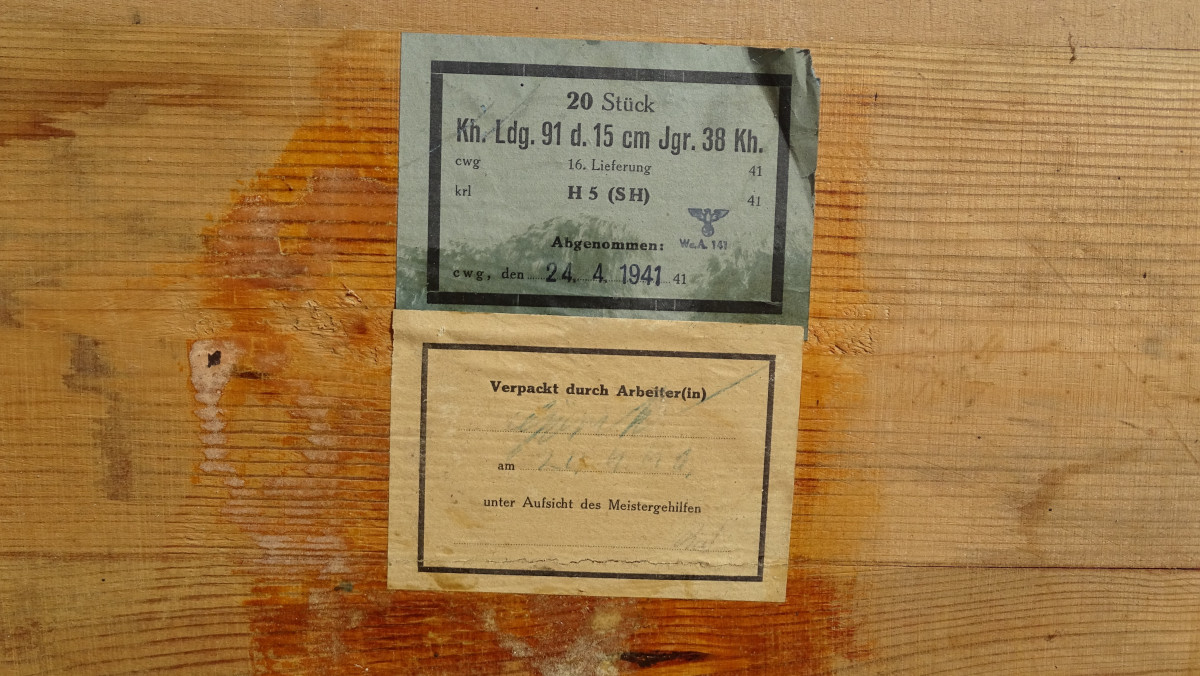 20 Stück
Kh. Ldg. 91 d. 15 cm Jgr. 38 Kh.
cwg 16. Lieferung 41
krl H 5 (SH) 41
Abgenommen: Wa.A. 141
cwg, den 24. 4. 1941 41
Verpackt durch Arbeiter(in)
am
unter Aufsicht des Meistergehilfen